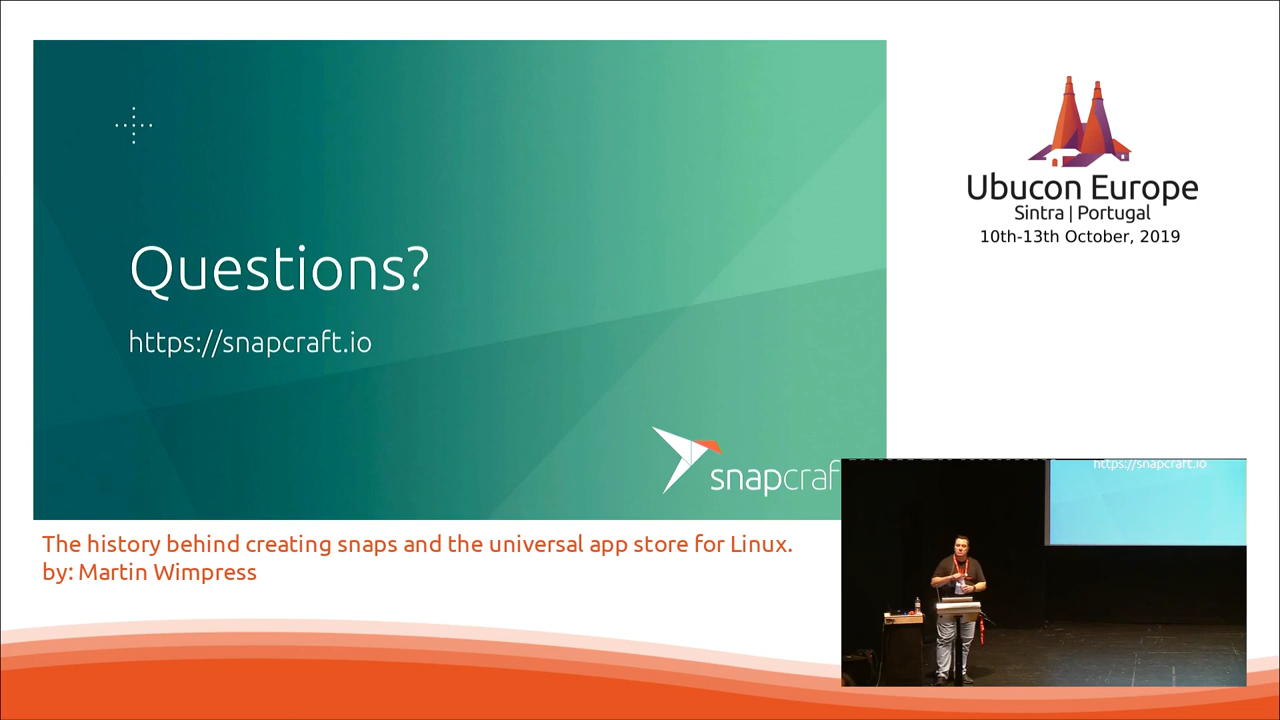 Questions?
https://snapcraft.io
snapcraf
Ubucon Europe
Sintra | Portugal
10th-13th October, 2019
https://snapcraft.io
The history behind creating snaps and the universal app store for Linux.
by: Martin Wimpress